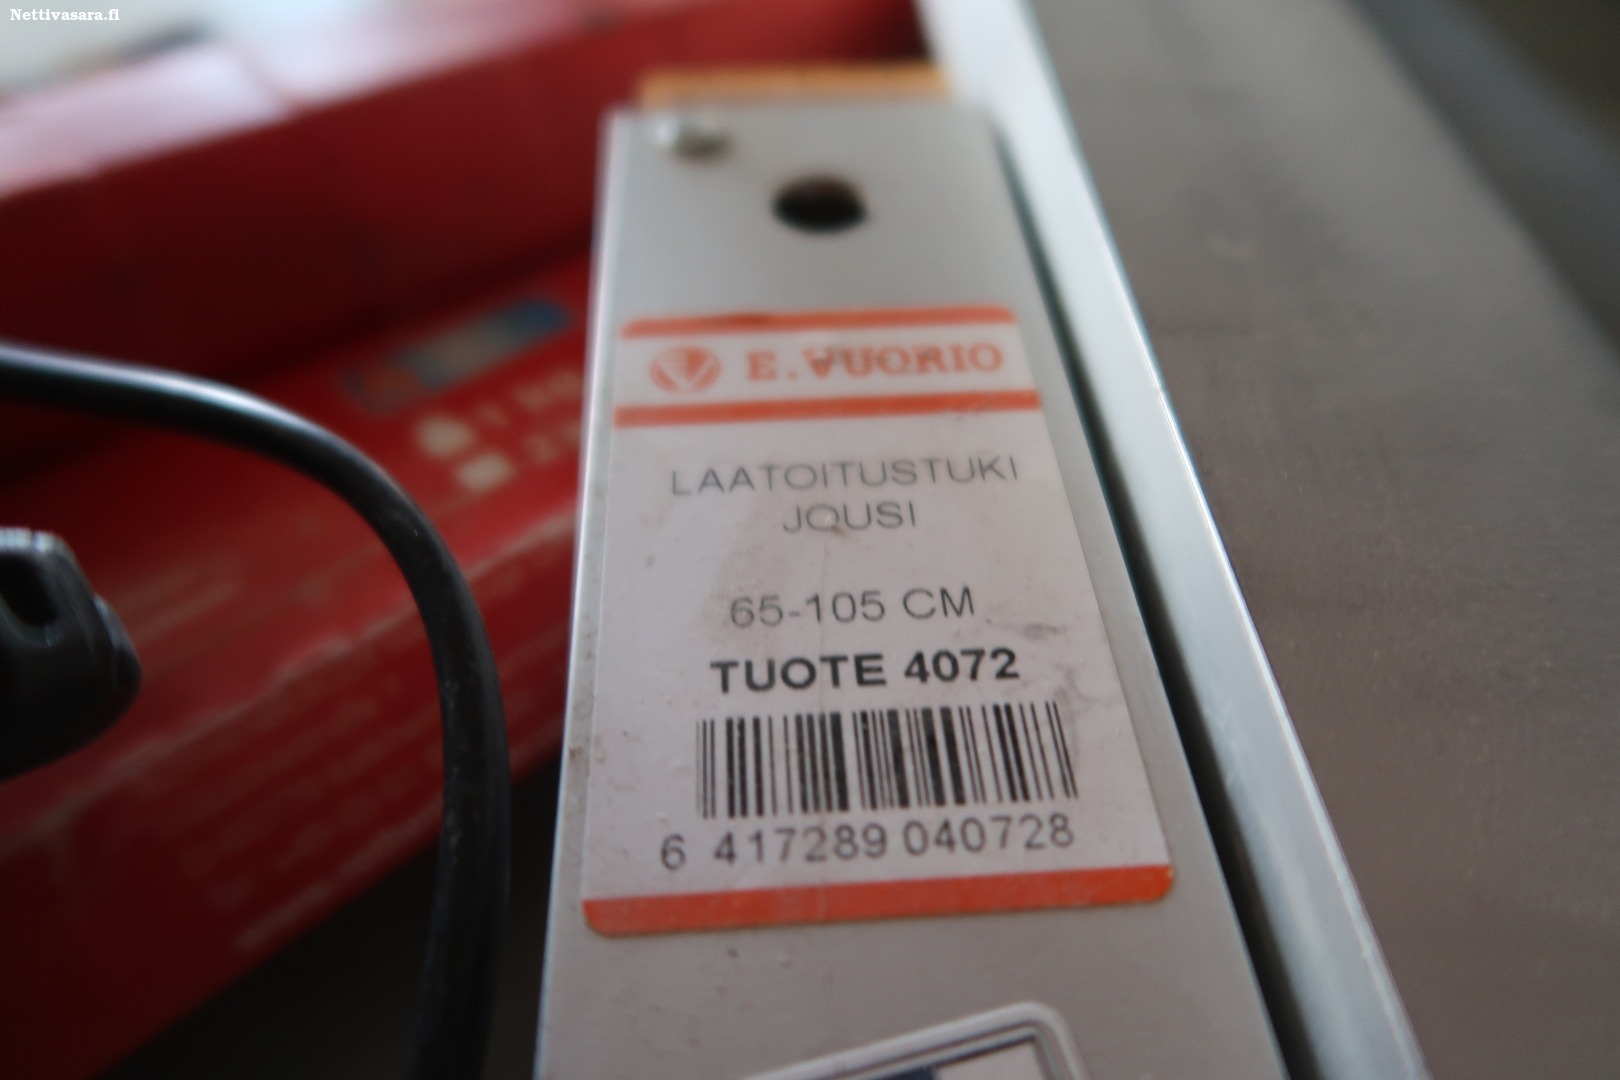 Nettivasara.fi
E. VUORIO
LAATOITUSTUKI
JOUSI
65-105 CM
TUOTE 4072
6 417289 040728